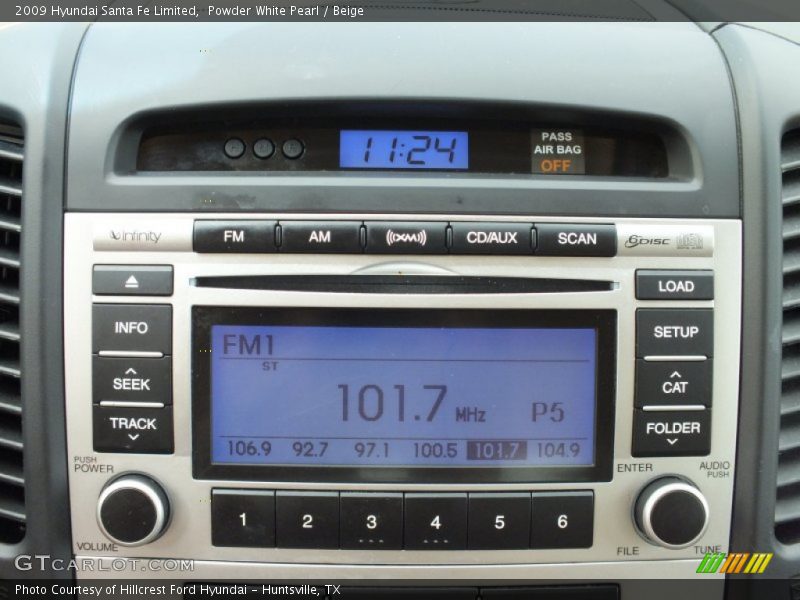 2009 Hyundai Santa Fe Limited, Powder White Pearl / Beige
11:24
PASS
AIR BAG
OFF
infinity FM AM ((XM)) CD/AUX SCAN 6DISC
LOAD
INFO
SEEK
TRACK
SETUP
CAT
FOLDER
FM1
ST
101.7 MHz P5
106.9 92.7 97.1 100.5 101.7 104.9
PUSH
POWER
VOLUME
1 2 3 4 5 6
ENTER
AUDIO
PUSH
FILE
TUNE
GTCARLOT.COM
Photo Courtesy of Hillcrest Ford Hyundai - Huntsville, TX